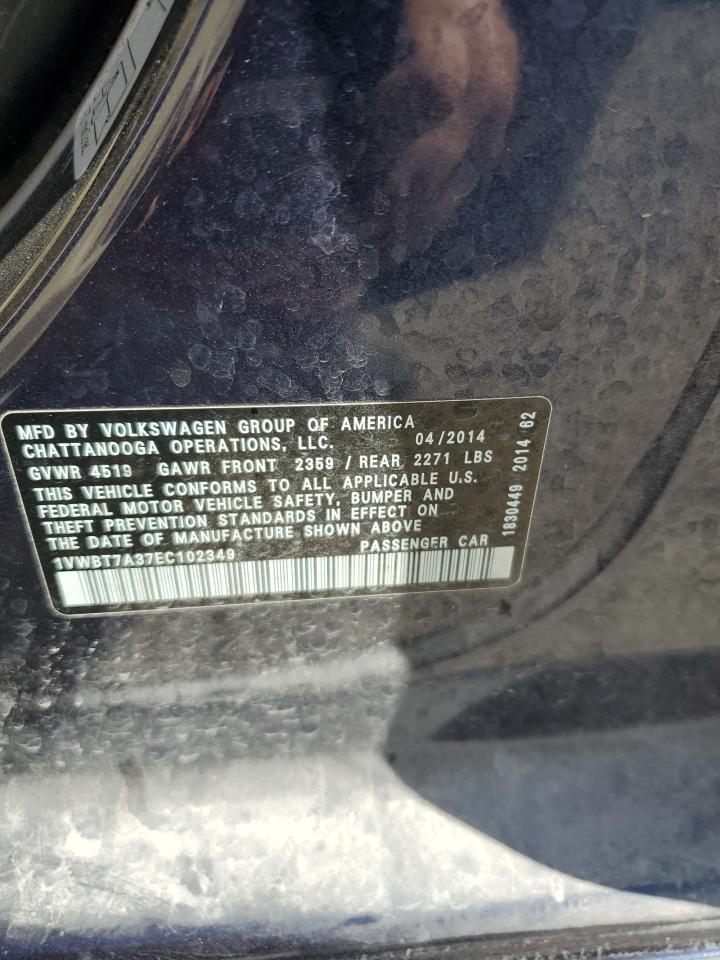 MFD BY VOLKSWAGEN GROUP OF AMERICA
CHATTANOOGA OPERATIONS, LLC. 04/2014
GVWR 4519 GAWR FRONT 2359 / REAR 2271 LBS
THIS VEHICLE CONFORMS TO ALL APPLICABLE U.S.
FEDERAL MOTOR VEHICLE SAFETY, BUMPER AND
THEFT PREVENTION STANDARDS IN EFFECT ON
THE DATE OF MANUFACTURE SHOWN ABOVE
1VWBT7A37EC102349 PASSENGER CAR
1830449 2014 62